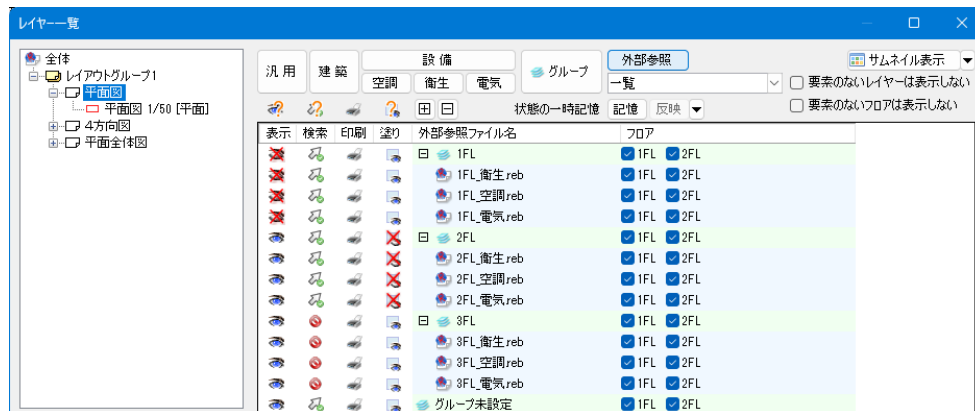 レイヤー一覧
全体
レイアウトグループ1
平面図
平面図 1/50 [平面]
4方向図
平面全体図
汎用 建築 設備 グループ 外部参照 サムネイル表示
空調 衛生 電気 一覧
要素のないレイヤーは表示しない
状態の一時記憶 記憶 反映 要素のないフロアは表示しない
表示 検索 印刷 塗り 外部参照ファイル名 フロア
1FL 1FL 2FL
1FL_衛生.reb 1FL 2FL
1FL_空調.reb 1FL 2FL
1FL_電気.reb 1FL 2FL
2FL 1FL 2FL
2FL_衛生.reb 1FL 2FL
2FL_空調.reb 1FL 2FL
2FL_電気.reb 1FL 2FL
3FL 1FL 2FL
3FL_衛生.reb 1FL 2FL
3FL_空調.reb 1FL 2FL
3FL_電気.reb 1FL 2FL
グループ未設定 1FL 2FL